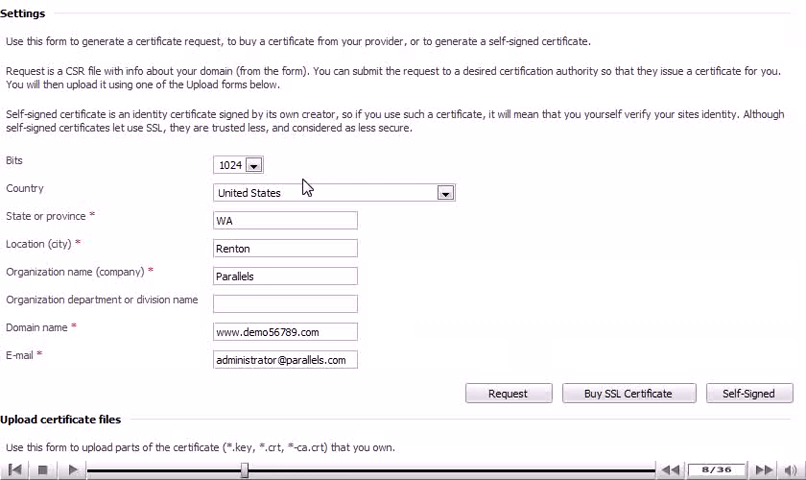 Settings
Use this form to generate a certificate request, to buy a certificate from your provider, or to generate a self-signed certificate.
Request is a CSR file with info about your domain (from the form). You can submit the request to a desired certification authority so that they issue a certificate for you.
You will then upload it using one of the Upload forms below.
Self-signed certificate is an identity certificate signed by its own creator, so if you use such a certificate, it will mean that you yourself verify your sites identity. Although
self-signed certificates let use SSL, they are trusted less, and considered as less secure.
Bits 1024
Country United States
State or province * WA
Location (city) * Renton
Organization name (company) * Parallels
Organization department or division name
Domain name * www.demo56789.com
E-mail * administrator@parallels.com
Request Buy SSL Certificate Self-Signed
Upload certificate files
Use this form to upload parts of the certificate (*.key, *.crt, *-ca.crt) that you own.
8/36